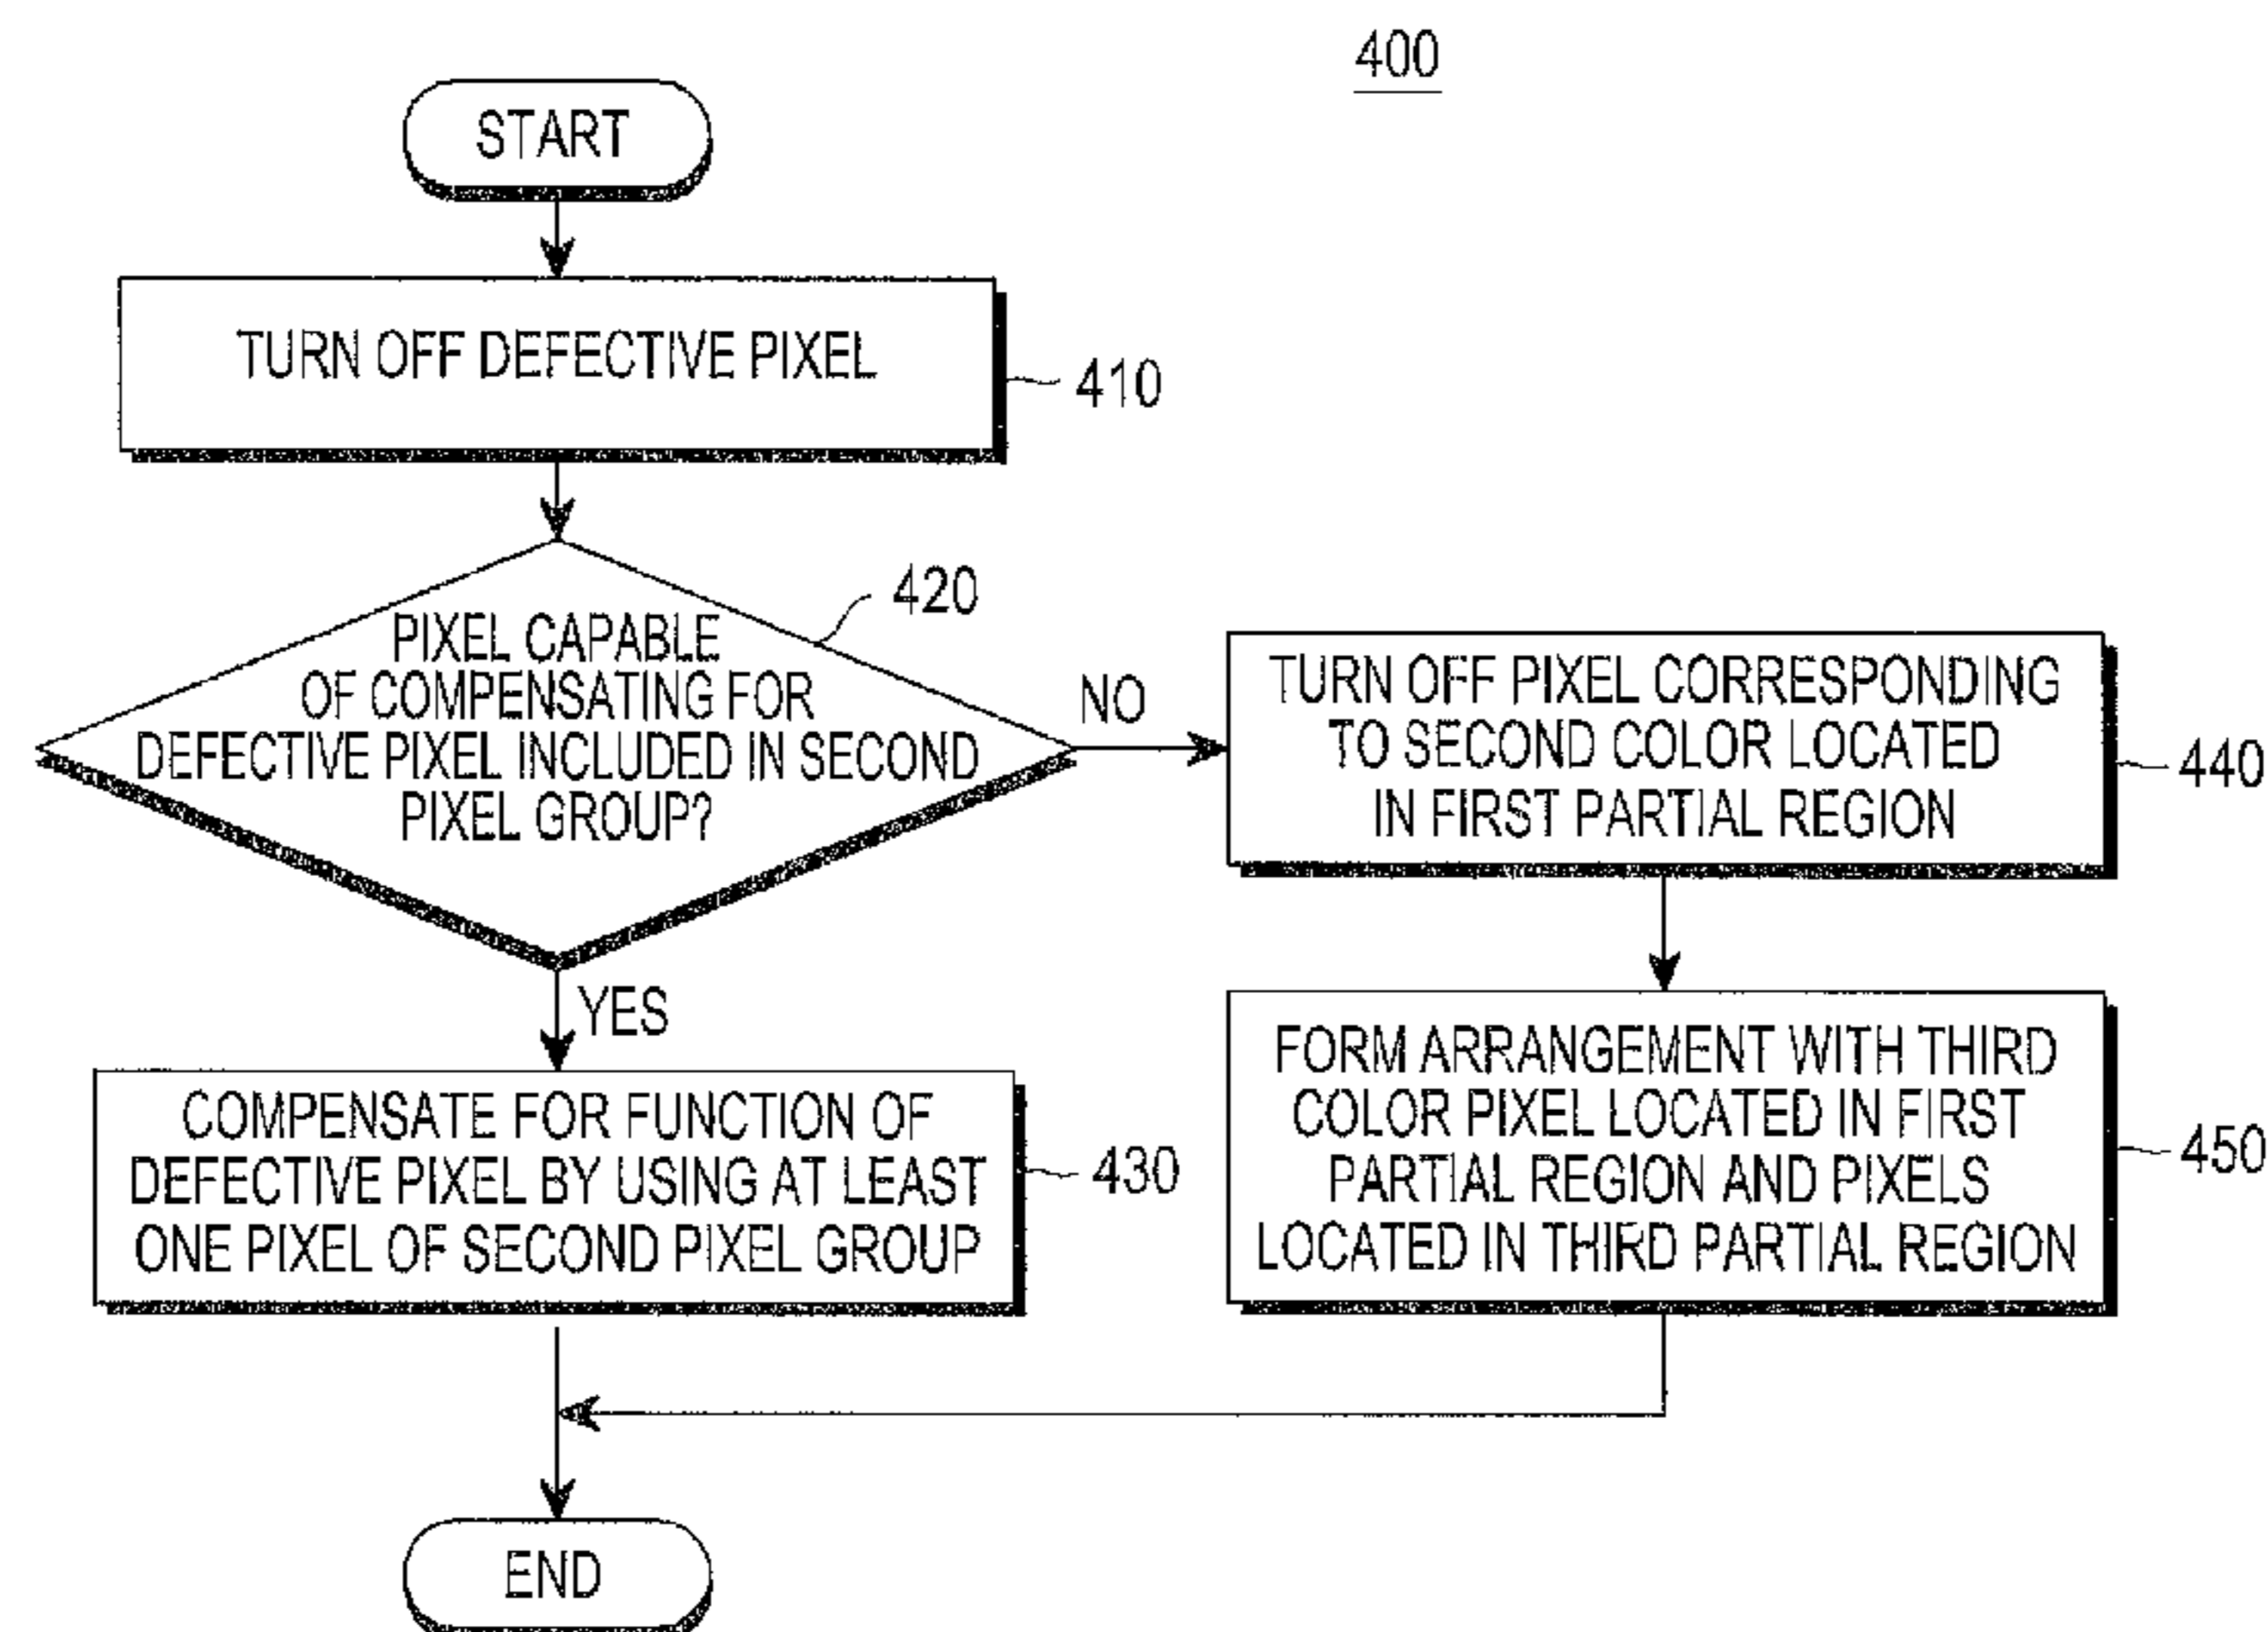 400
START
TURN OFF DEFECTIVE PIXEL
410
PIXEL CAPABLE
OF COMPENSATING FOR
DEFECTIVE PIXEL INCLUDED IN SECOND
PIXEL GROUP?
420
NO
YES
COMPENSATE FOR FUNCTION OF
DEFECTIVE PIXEL BY USING AT LEAST
ONE PIXEL OF SECOND PIXEL GROUP
430
TURN OFF PIXEL CORRESPONDING
TO SECOND COLOR LOCATED
IN FIRST PARTIAL REGION
440
FORM ARRANGEMENT WITH THIRD
COLOR PIXEL LOCATED IN FIRST
PARTIAL REGION AND PIXELS
LOCATED IN THIRD PARTIAL REGION
450
END